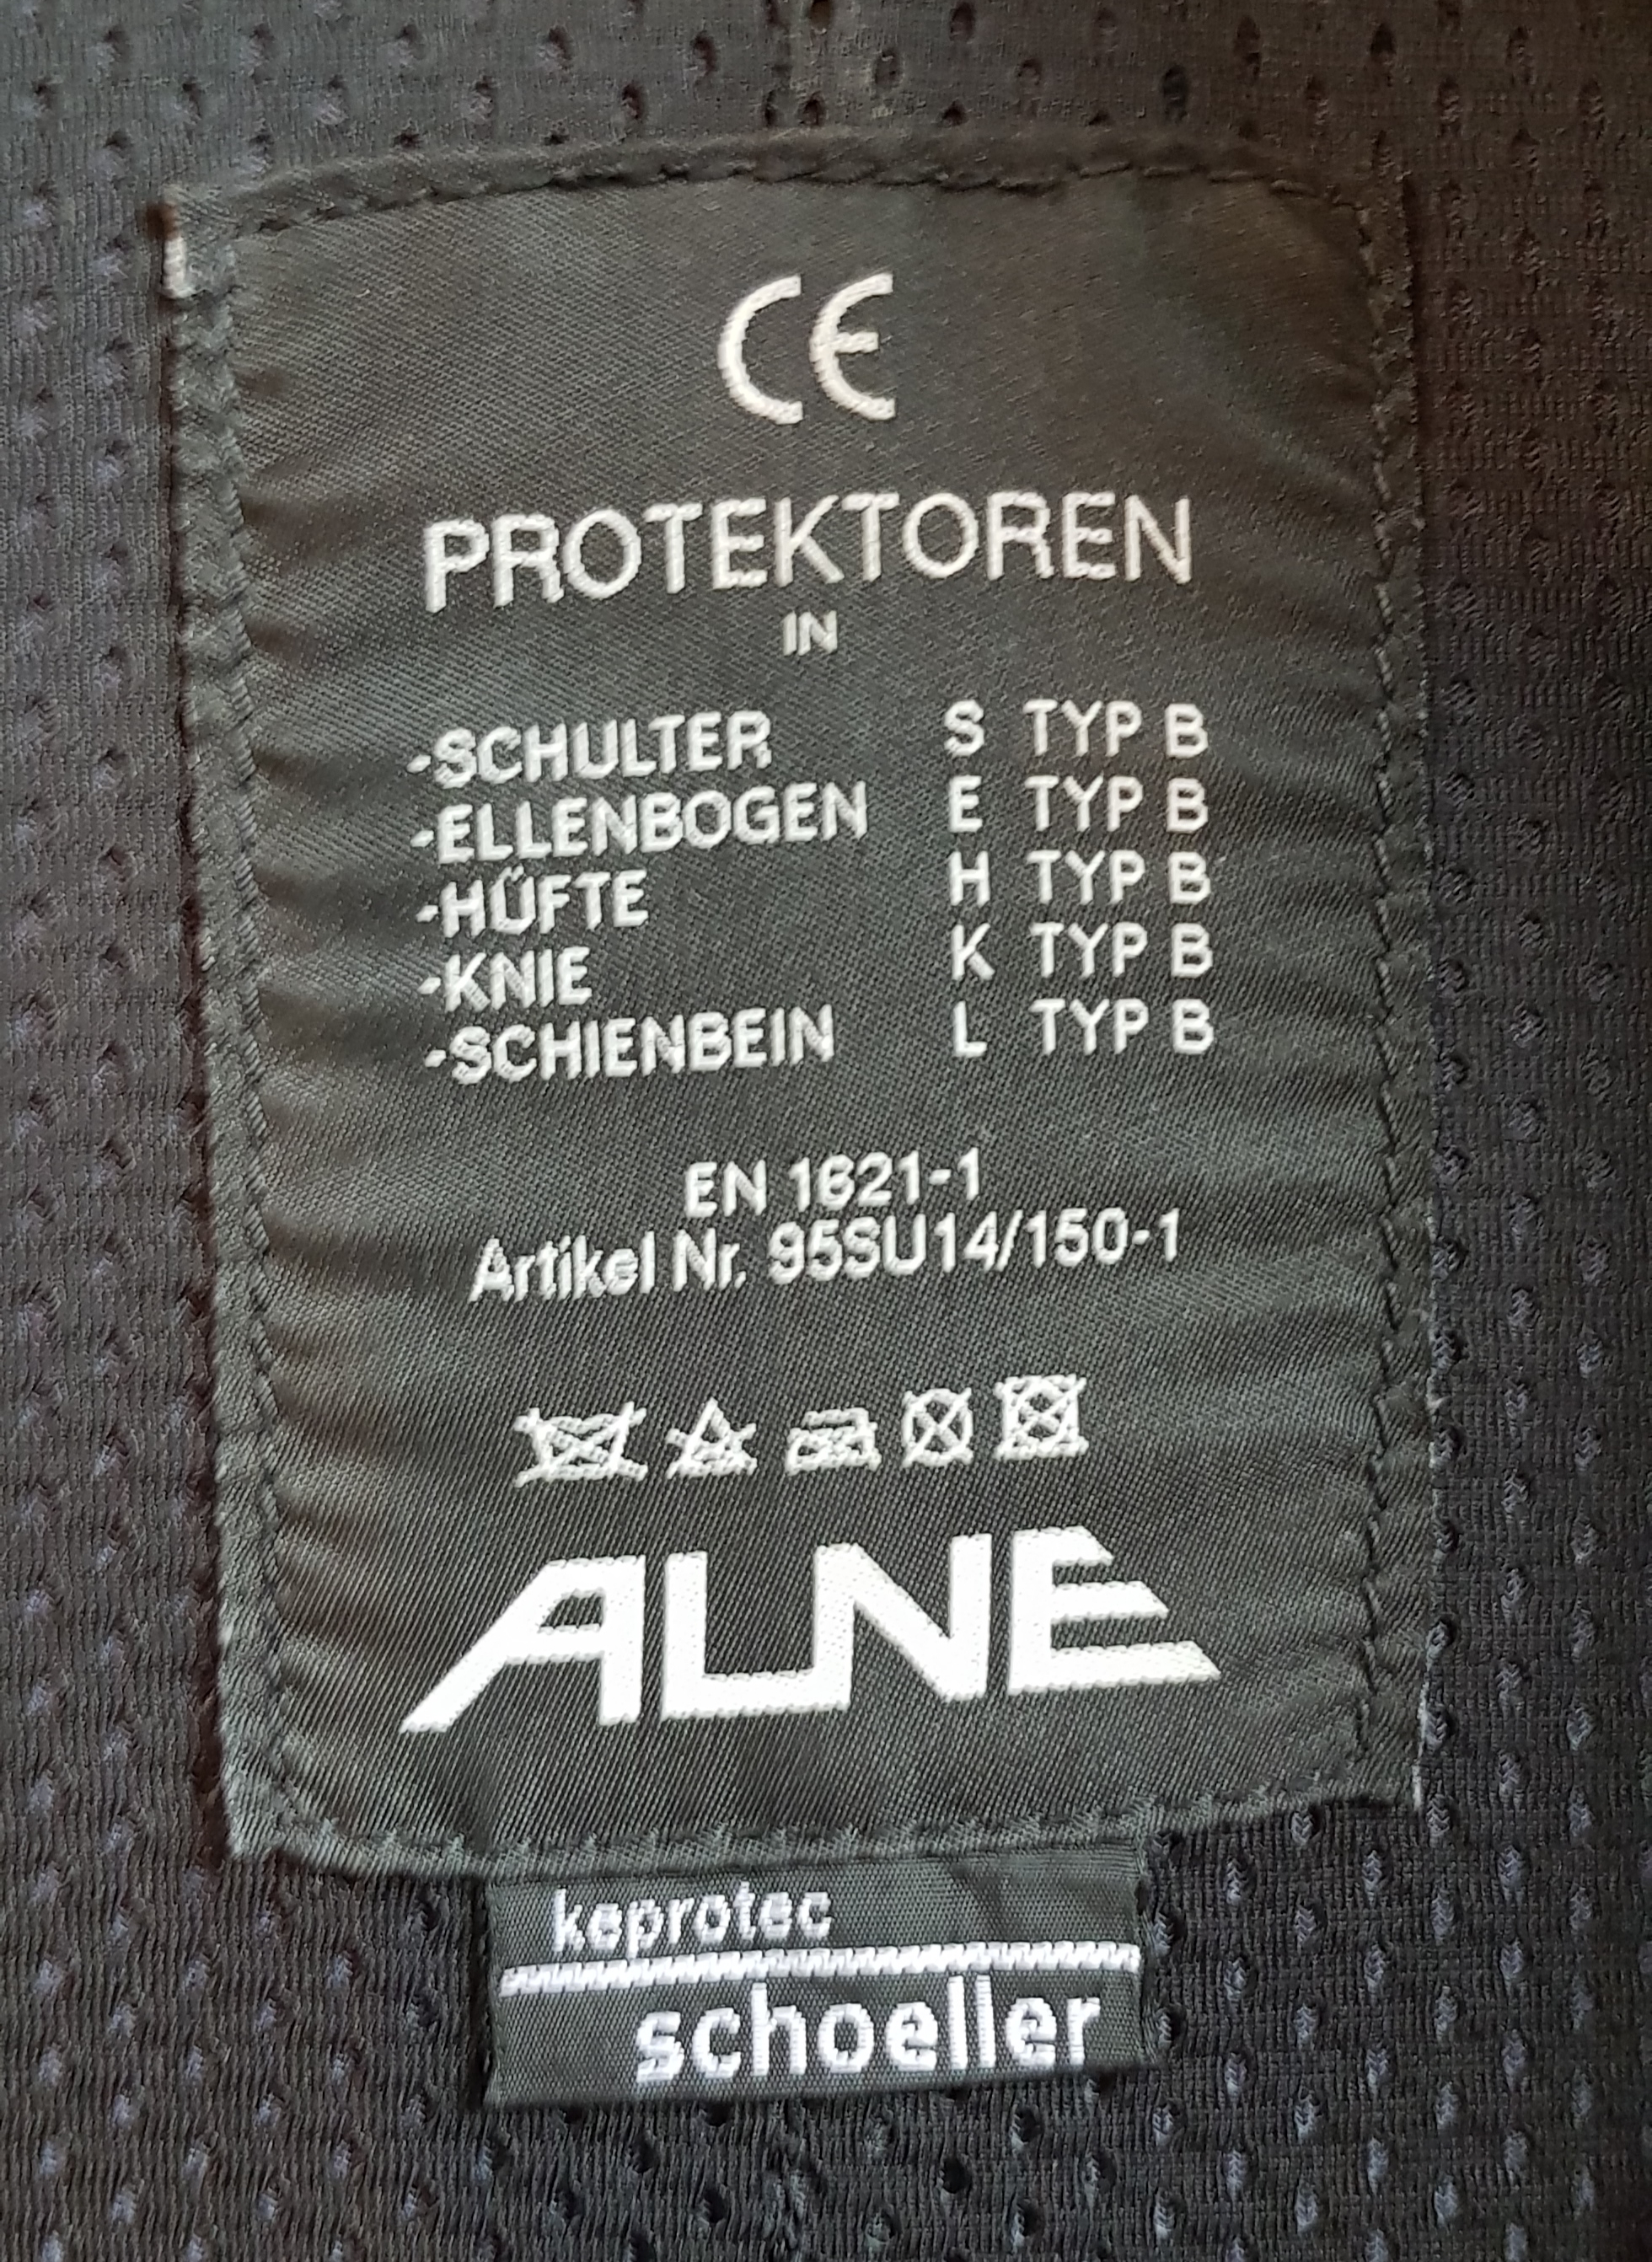 CE
PROTEKTOREN
IN
-SCHULTER S TYP B
-ELLENBOGEN E TYP B
-HÜFTE H TYP B
-KNIE K TYP B
-SCHIENBEIN L TYP B
EN 1621-1
Artikel Nr. 95SU14/150-1
ALNE
keprotec
schoeller